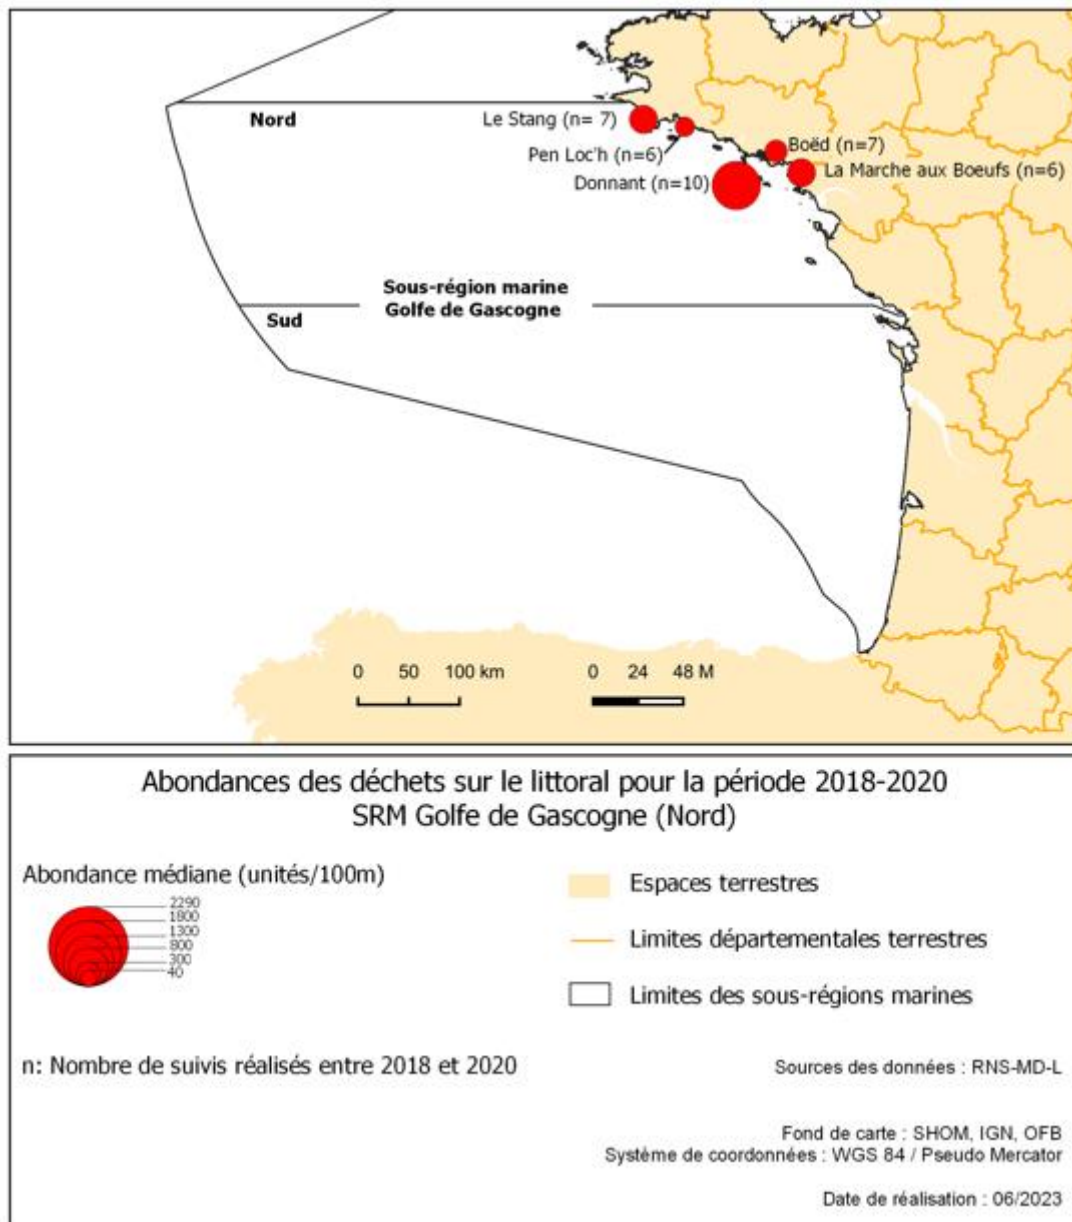 Nord
Le Stang (n= 7)
Pen Loc'h (n=6)
Donnant (n=10)
Boëd (n=7)
La Marche aux Boeufs (n=6)
Sous-région marine
Golfe de Gascogne
Sud
0 50 100 km
0 24 48 M
Abondances des déchets sur le littoral pour la période 2018-2020
SRM Golfe de Gascogne (Nord)
Abondance médiane (unités/100m)
2290
1800
1300
800
300
40
Espaces terrestres
Limites départementales terrestres
Limites des sous-régions marines
n: Nombre de suivis réalisés entre 2018 et 2020
Sources des données : RNS-MD-L
Fond de carte : SHOM, IGN, OFB
Système de coordonnées : WGS 84 / Pseudo Mercator
Date de réalisation : 06/2023